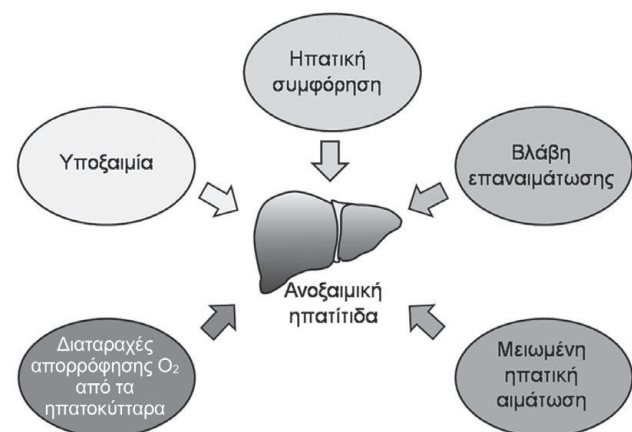 Ηπατική
συμφόρηση
Υποξαιμία
Βλάβη
επαναιμάτωσης
Ανοξαιμική
ηπατίτιδα
Διαταραχές
απορρόφησης O₂
από τα
ηπατοκύτταρα
Μειωμένη
ηπατική
αιμάτωση